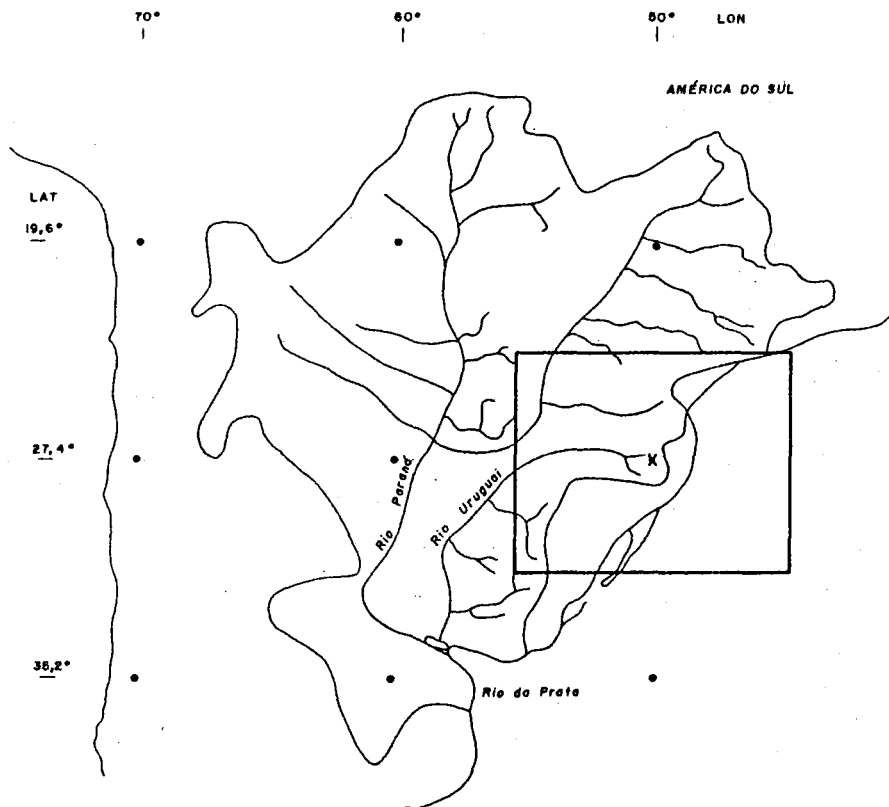 70° 60° 50° LON
AMÉRICA DO SUL
LAT
19,6°
27,4°
Rio Paraná
Rio Uruguai
X
35,2°
Rio da Prata